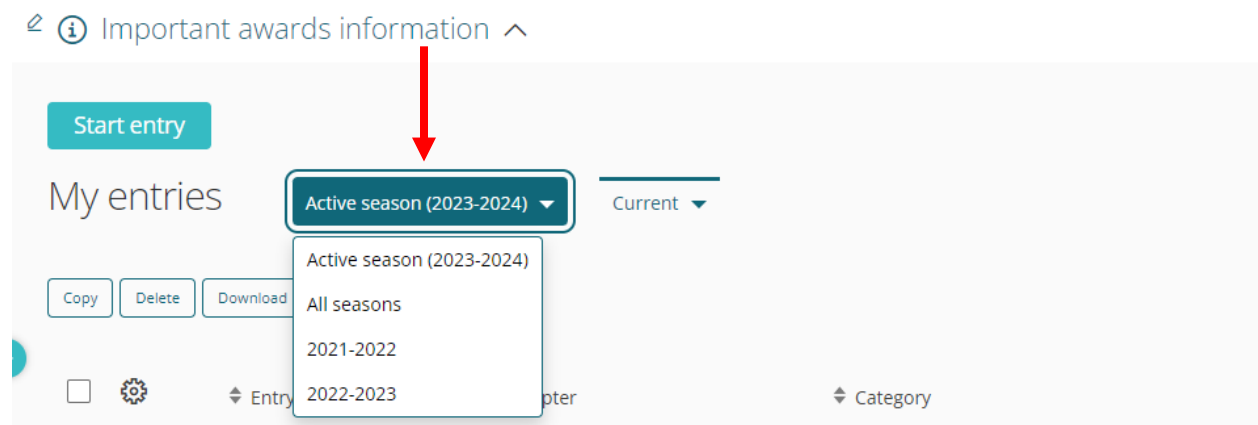 Important awards information
Start entry
My entries
Active season (2023-2024)
Current
Active season (2023-2024)
All seasons
2021-2022
2022-2023
Copy
Delete
Download
Entry
Category